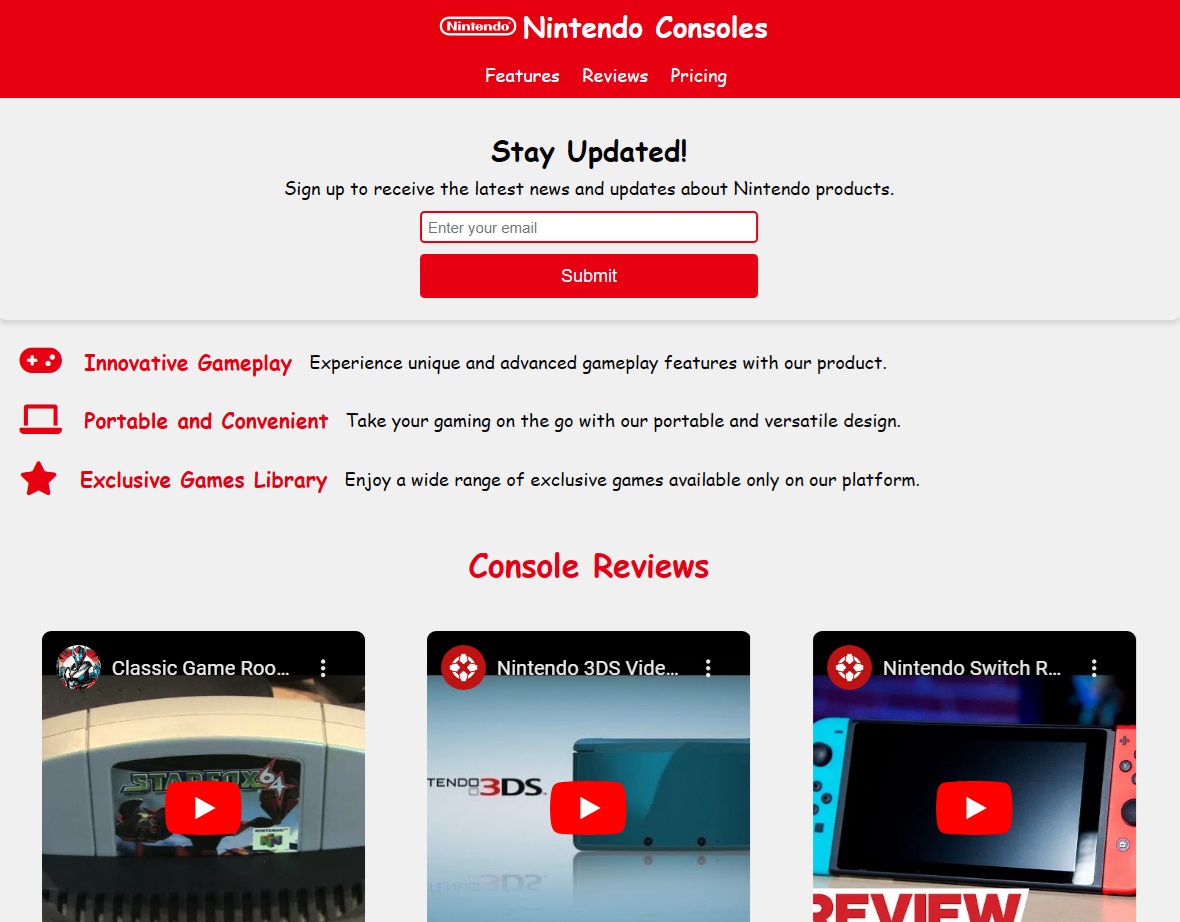 Nintendo Nintendo Consoles
Features Reviews Pricing
Stay Updated!
Sign up to receive the latest news and updates about Nintendo products.
Enter your email
Submit
Innovative Gameplay Experience unique and advanced gameplay features with our product.
Portable and Convenient Take your gaming on the go with our portable and versatile design.
Exclusive Games Library Enjoy a wide range of exclusive games available only on our platform.
Console Reviews
Classic Game Roo...
STARFOX 64
NINTENDO 64
Nintendo 3DS Vide...
TENDO 3DS
Nintendo Switch R...
REVIEW